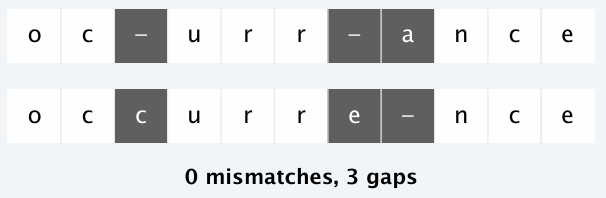 o c – u r r – a n c e
o c c u r r e – n c e
0 mismatches, 3 gaps